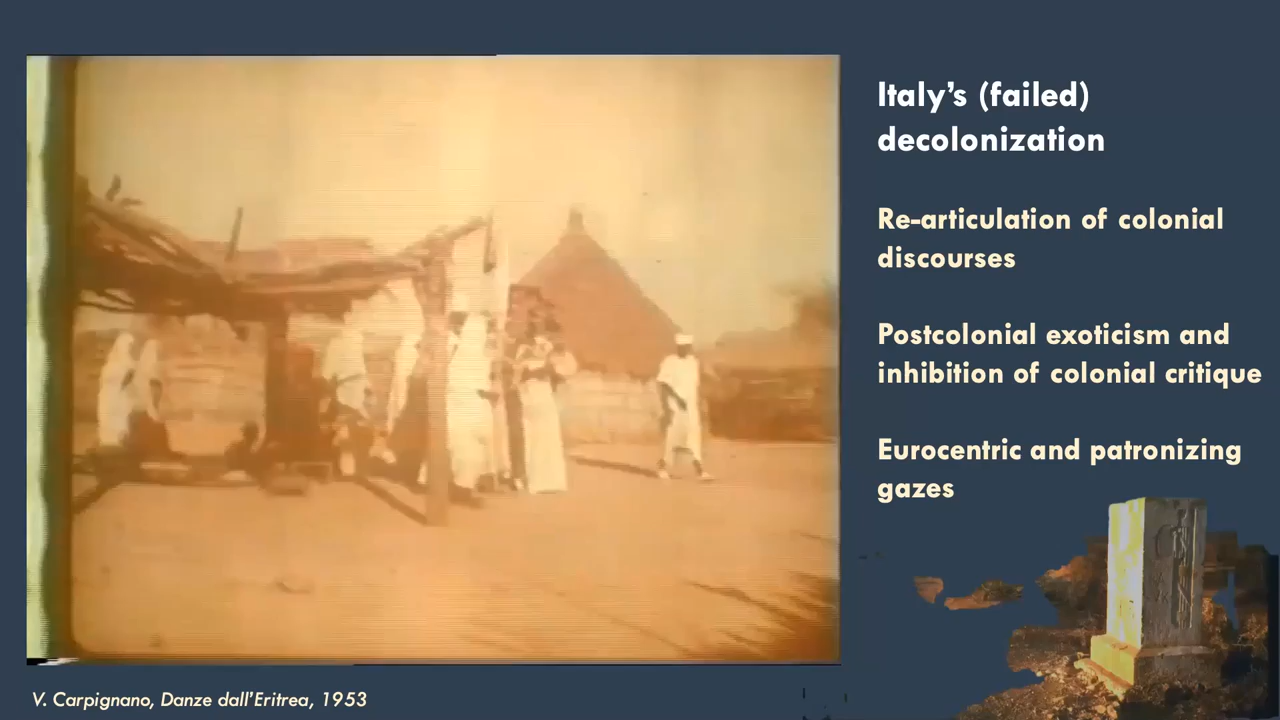 Italy's (failed)
decolonization
Re-articulation of colonial
discourses
Postcolonial exoticism and
inhibition of colonial critique
Eurocentric and patronizing
gazes
V. Carpignano, Danze dall'Eritrea, 1953